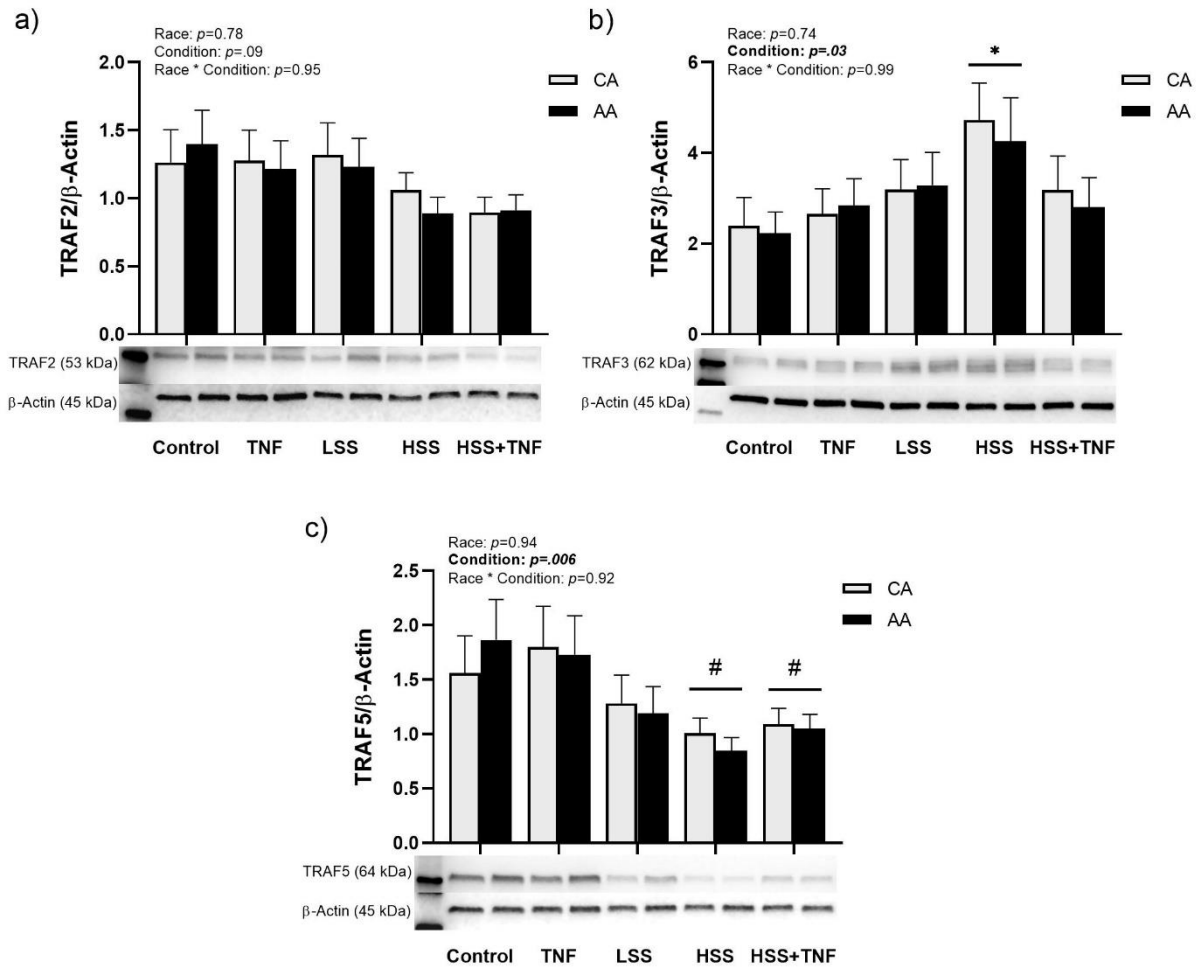 a)
Race: p=0.78
Condition: p=.09
Race * Condition: p=0.95
CA
AA
TRAF2/β-Actin
2.0
1.5
1.0
0.5
0.0
TRAF2 (53 kDa)
β-Actin (45 kDa)
Control TNF LSS HSS HSS+TNF
b)
Race: p=0.74
Condition: p=.03
Race * Condition: p=0.99
*
CA
AA
TRAF3/β-Actin
6
4
2
0
TRAF3 (62 kDa)
β-Actin (45 kDa)
Control TNF LSS HSS HSS+TNF
c)
Race: p=0.94
Condition: p=.006
Race * Condition: p=0.92
CA
AA
# #
TRAF5/β-Actin
2.5
2.0
1.5
1.0
0.5
0.0
TRAF5 (64 kDa)
β-Actin (45 kDa)
Control TNF LSS HSS HSS+TNF